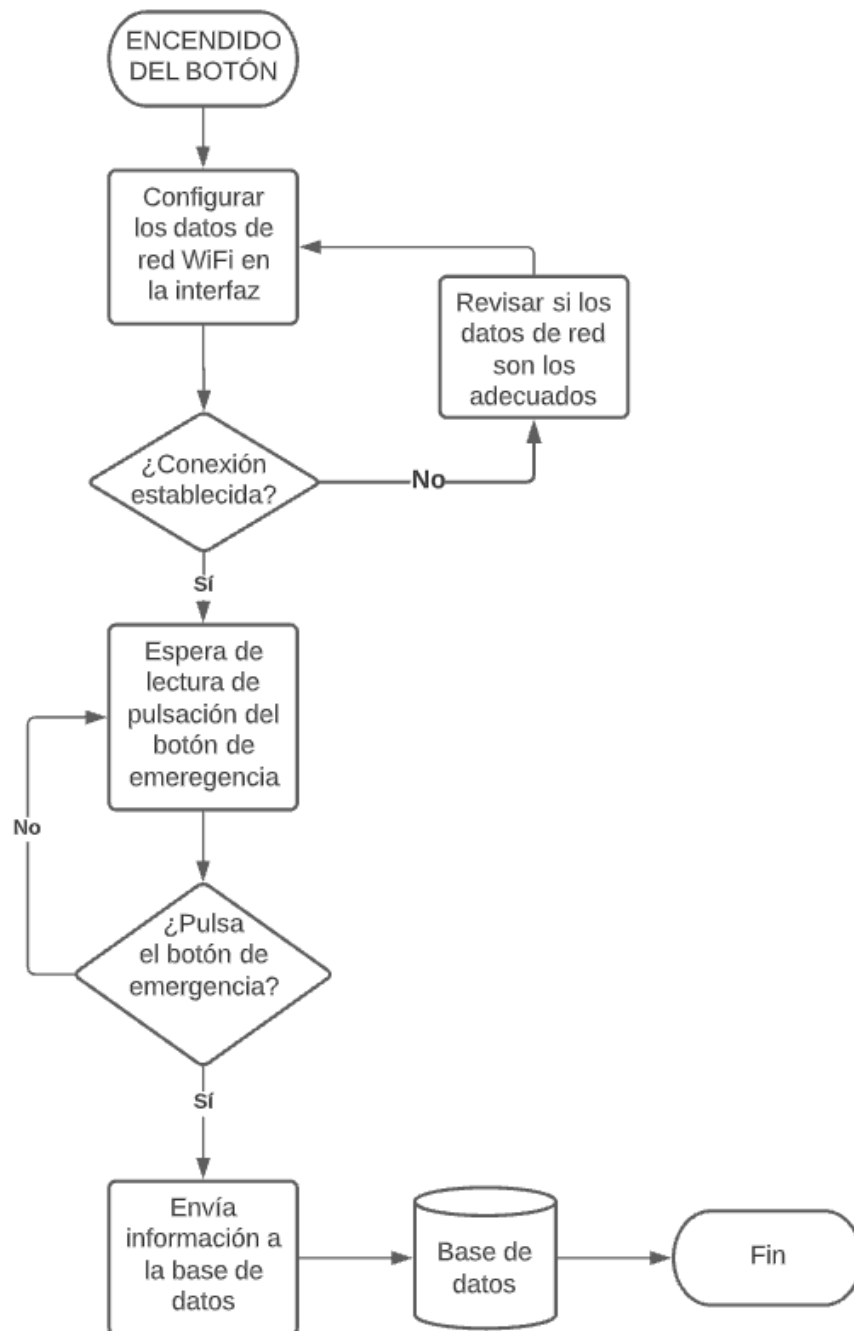 ENCENDIDO
DEL BOTÓN
Configurar
los datos de
red WiFi en
la interfaz
Revisar si los
datos de red
son los
adecuados
¿Conexión
establecida?
No
Sí
Espera de
lectura de
pulsación del
botón de
emeregencia
No
¿Pulsa
el botón de
emergencia?
Sí
Envía
información a
la base de
datos
Base de
datos
Fin